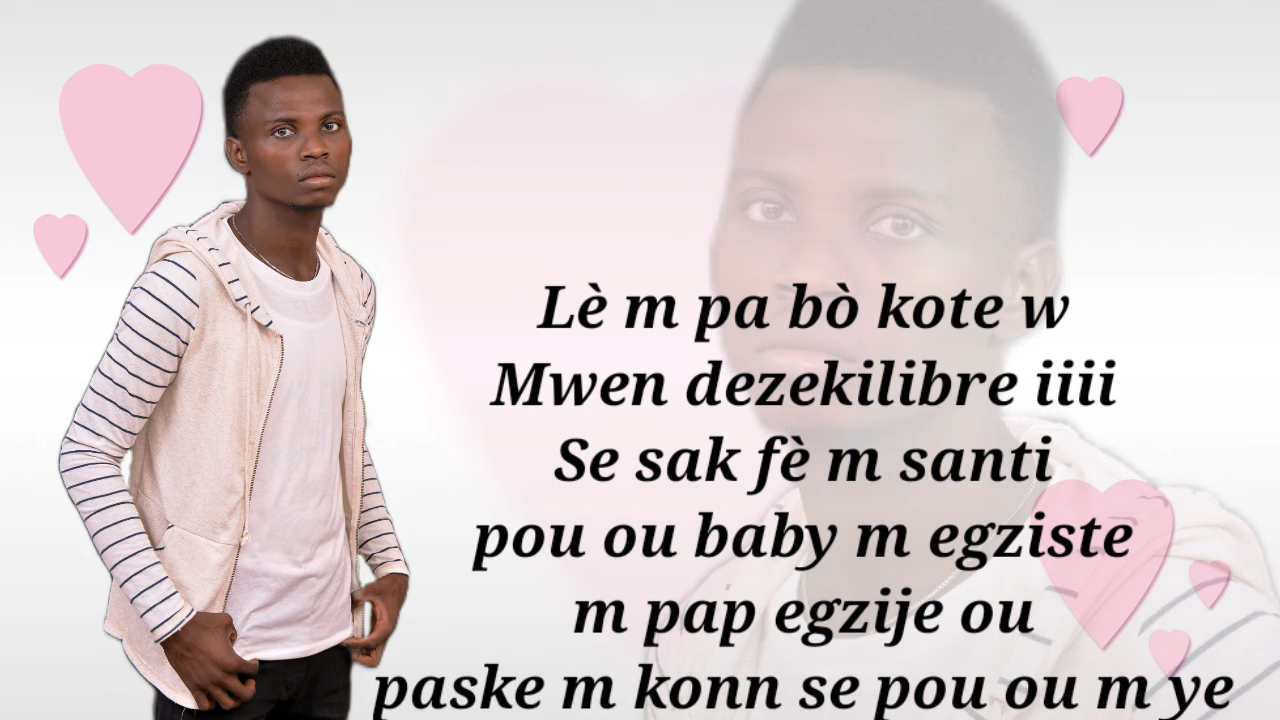 Lè m pa bò kote w
Mwen dezekilibre iiii
Se sak fè m santi
pou ou baby m egziste
m pap egzije ou
paske m konn se pou ou m ye